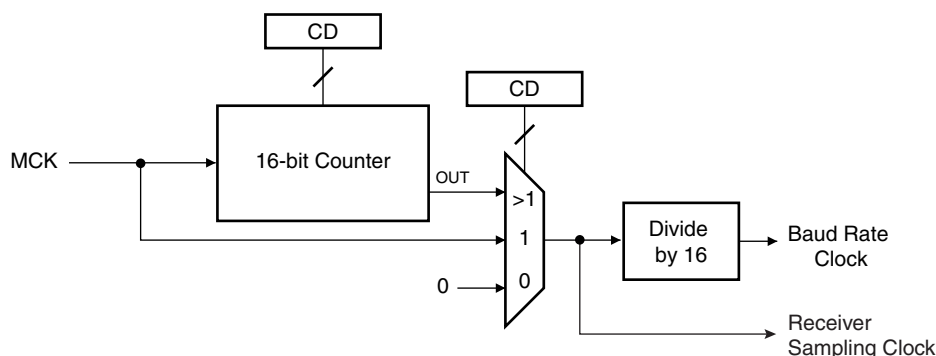 CD
CD
MCK
16-bit Counter
OUT
>1
1
0
0
Divide
by 16
Baud Rate
Clock
Receiver
Sampling Clock